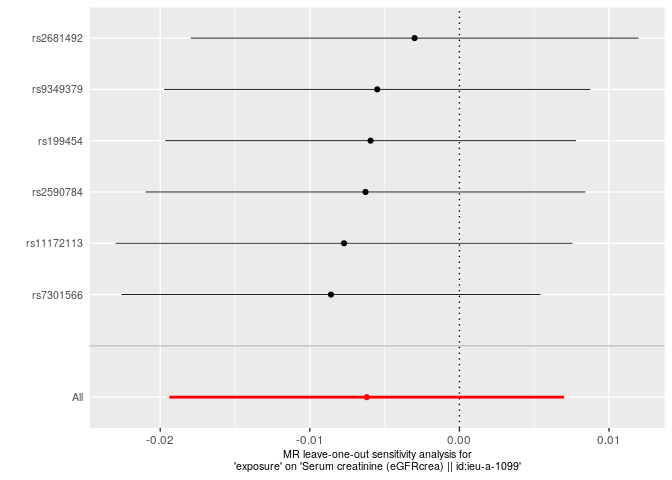 rs2681492
rs9349379
rs199454
rs2590784
rs11172113
rs7301566
All
-0.02
-0.01
0.00
0.01
MR leave-one-out sensitivity analysis for
'exposure' on 'Serum creatinine (eGFRcrea) || id:ieu-a-1099'